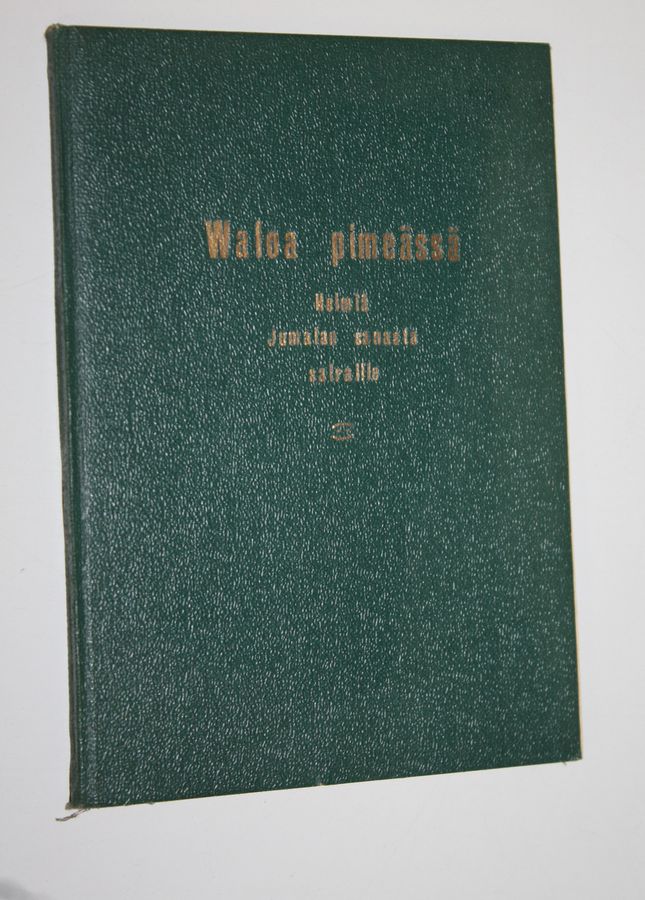 Waloa pimeässä
Helmiä
Jumalan sanasta
sairaille